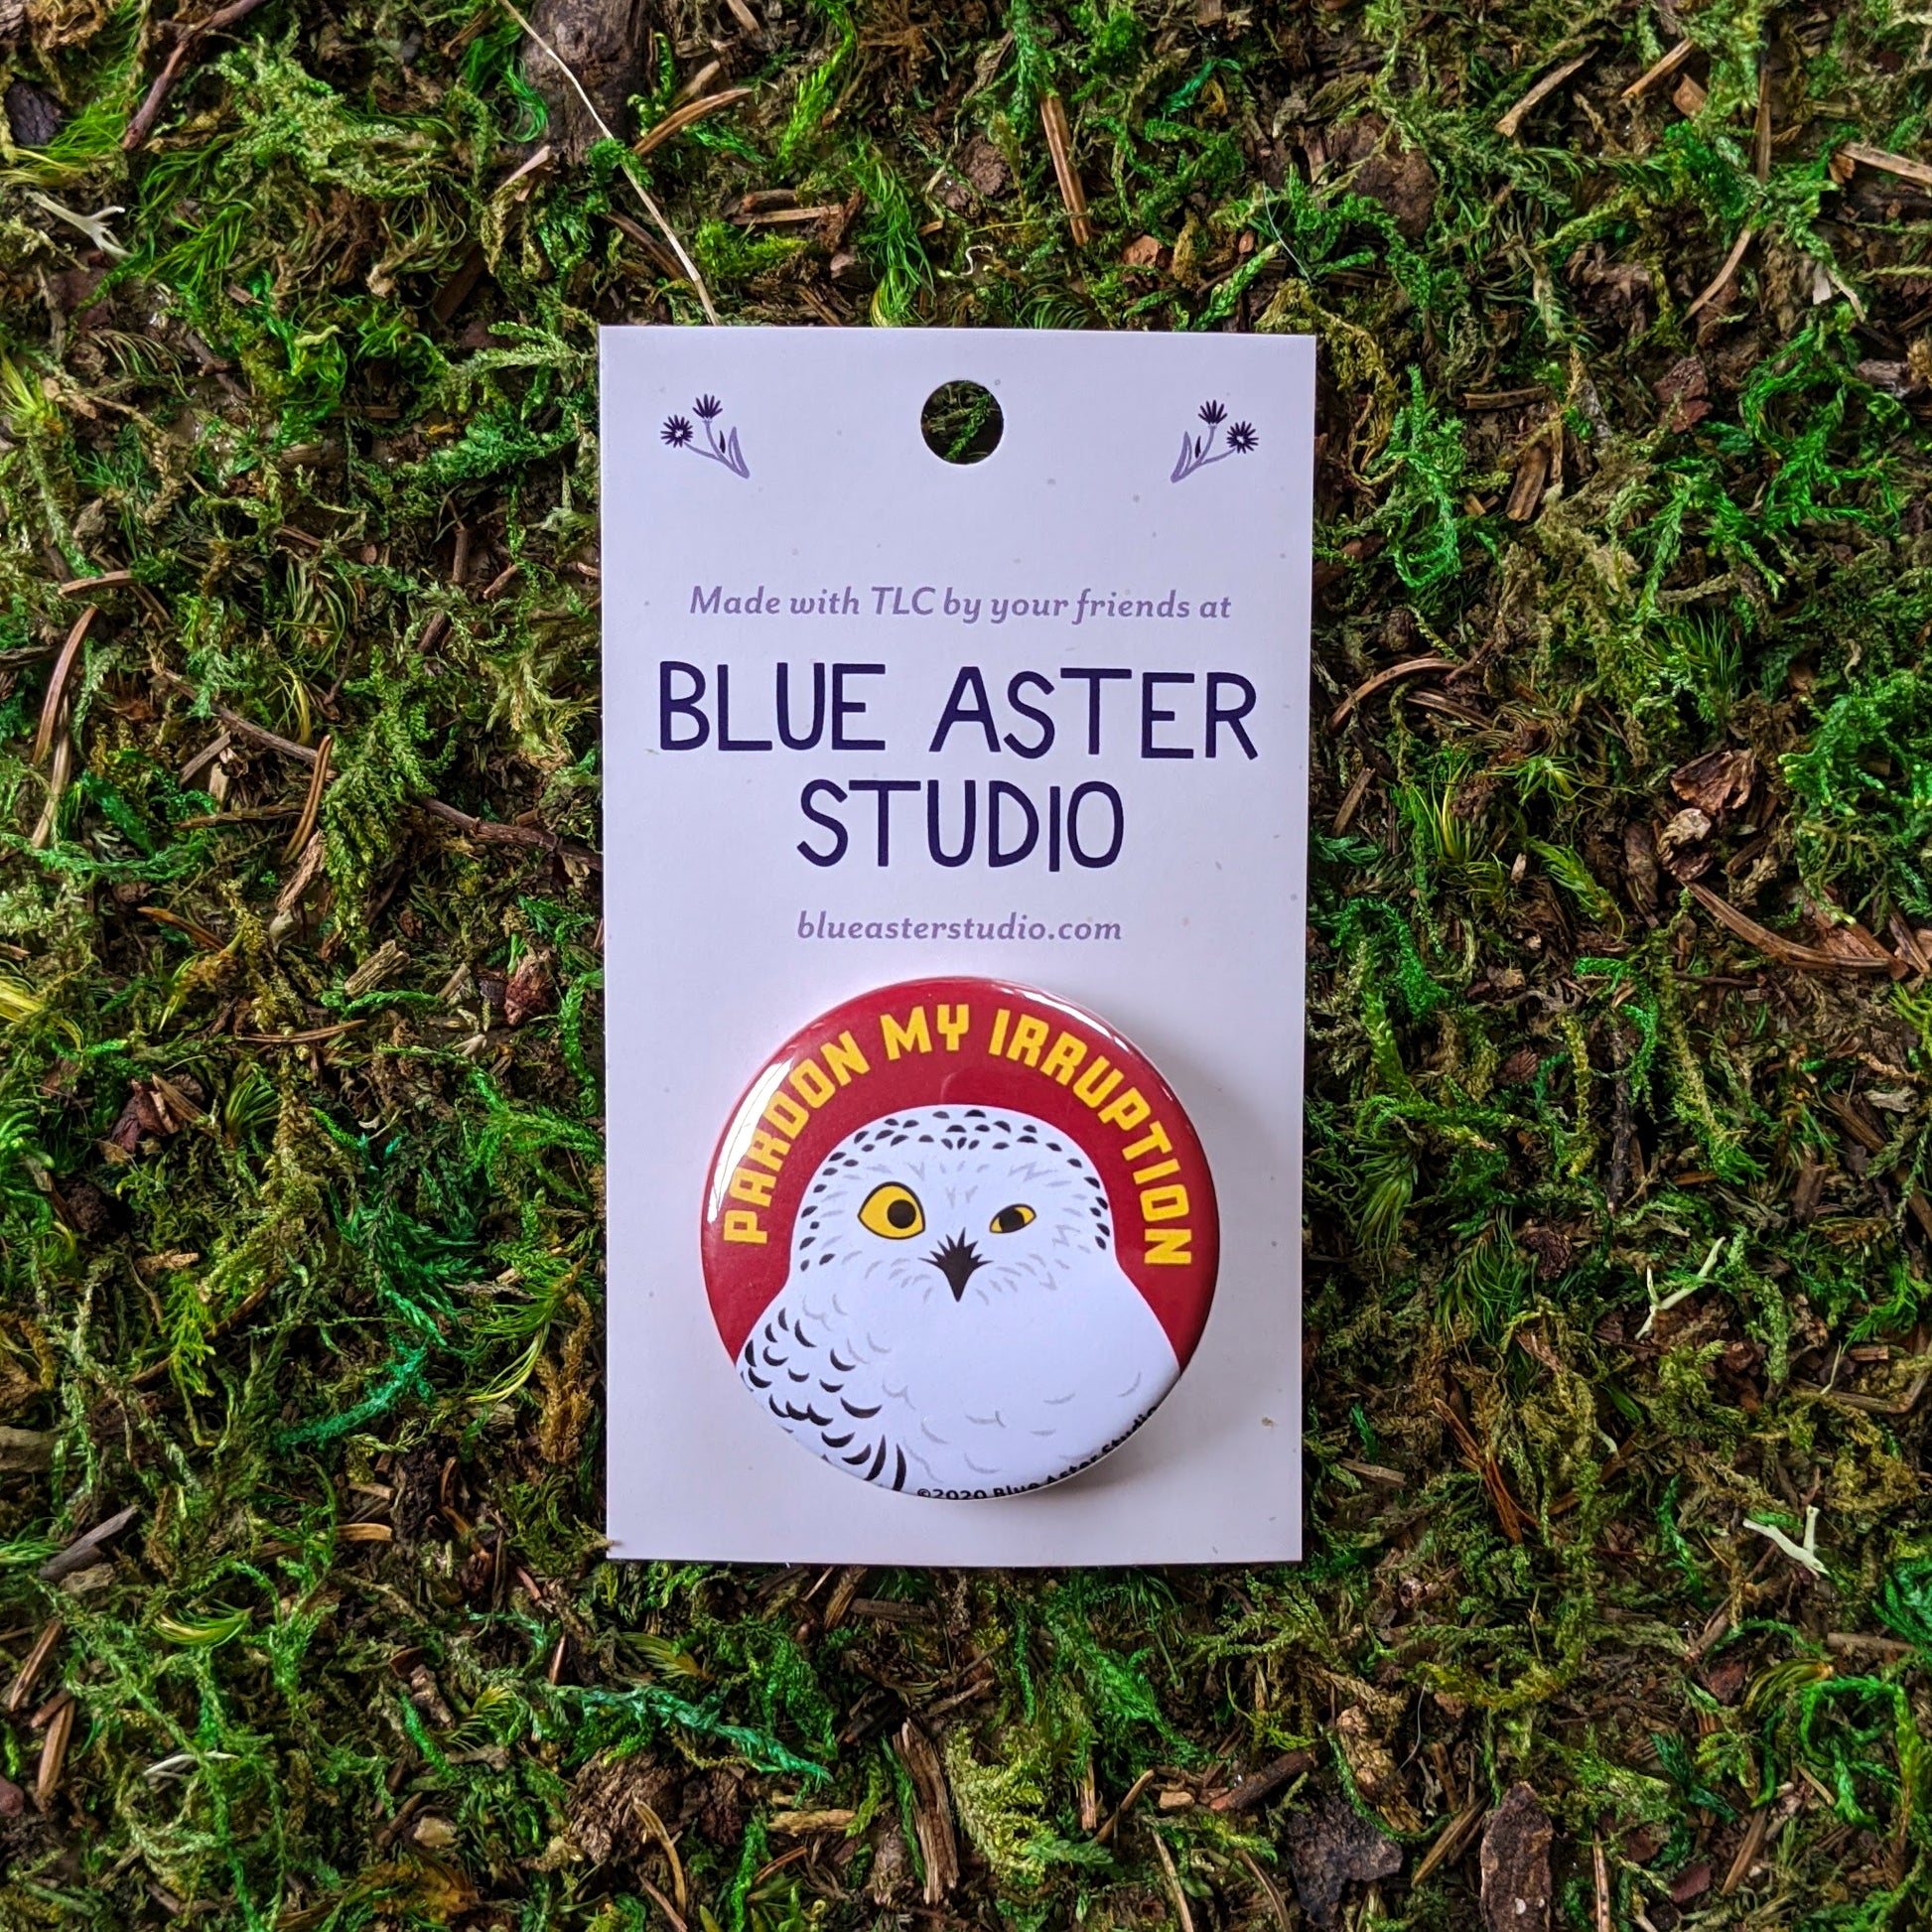 Made with TLC by your friends at
BLUE ASTER
STUDIO
blueasterstudio.com
PARDON MY IRRUPTION
©2020 Blue Aster Studio